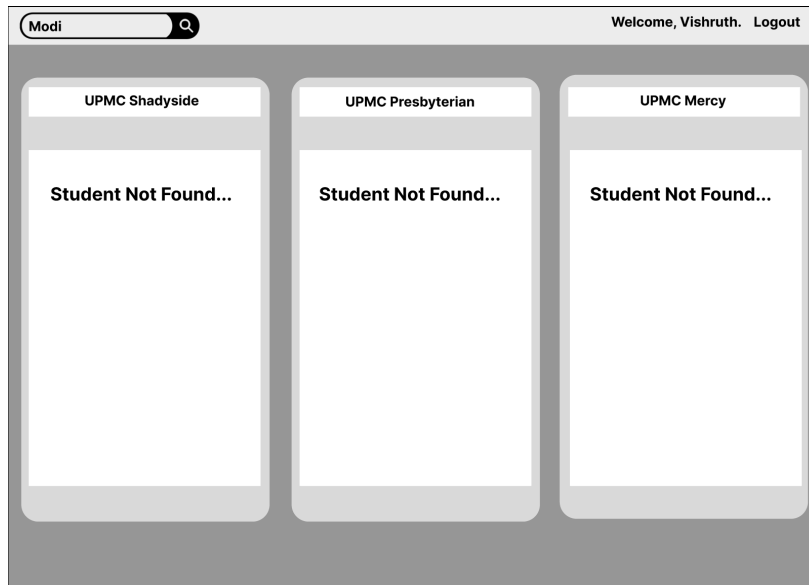 Modi
Welcome, Vishruth. Logout
UPMC Shadyside
Student Not Found...
UPMC Presbyterian
Student Not Found...
UPMC Mercy
Student Not Found...